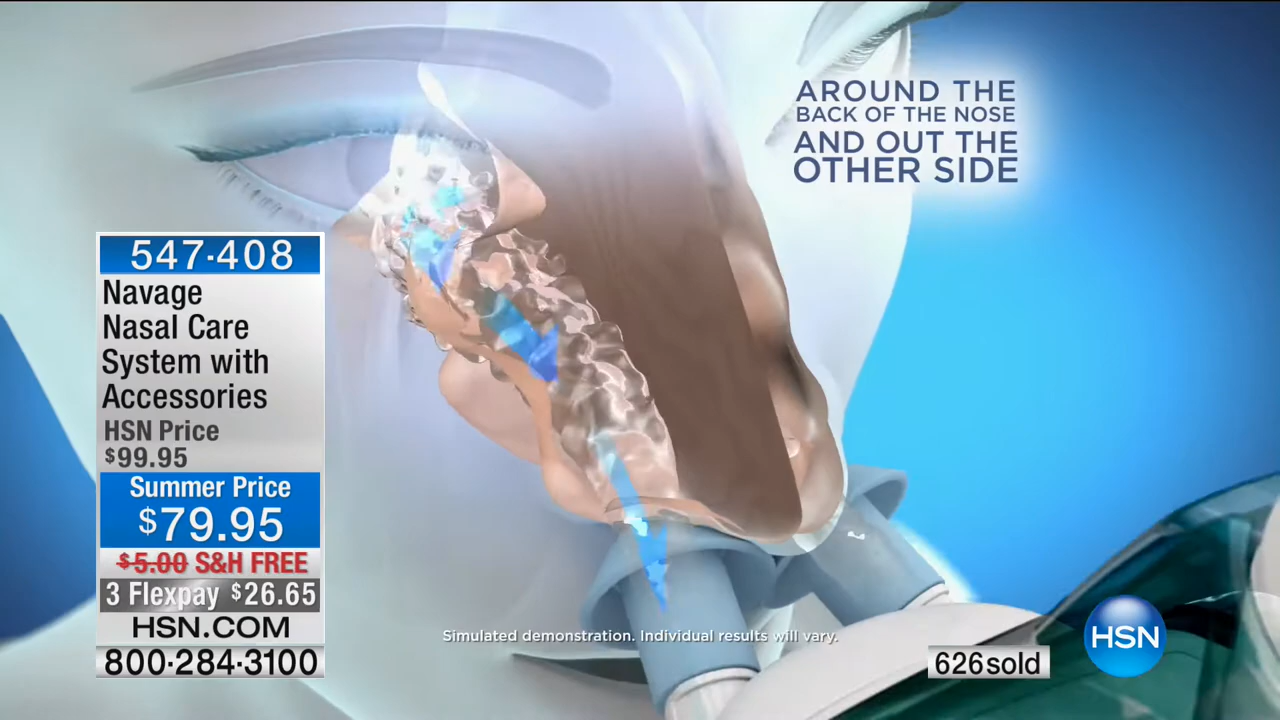 AROUND THE
BACK OF THE NOSE
AND OUT THE
OTHER SIDE
547·408
Navage
Nasal Care
System with
Accessories
HSN Price
$99.95
Summer Price
$79.95
$5.00 S&H FREE
3 Flexpay $26.65
HSN.COM
800·284·3100
Simulated demonstration. Individual results will vary.
626 sold
HSN